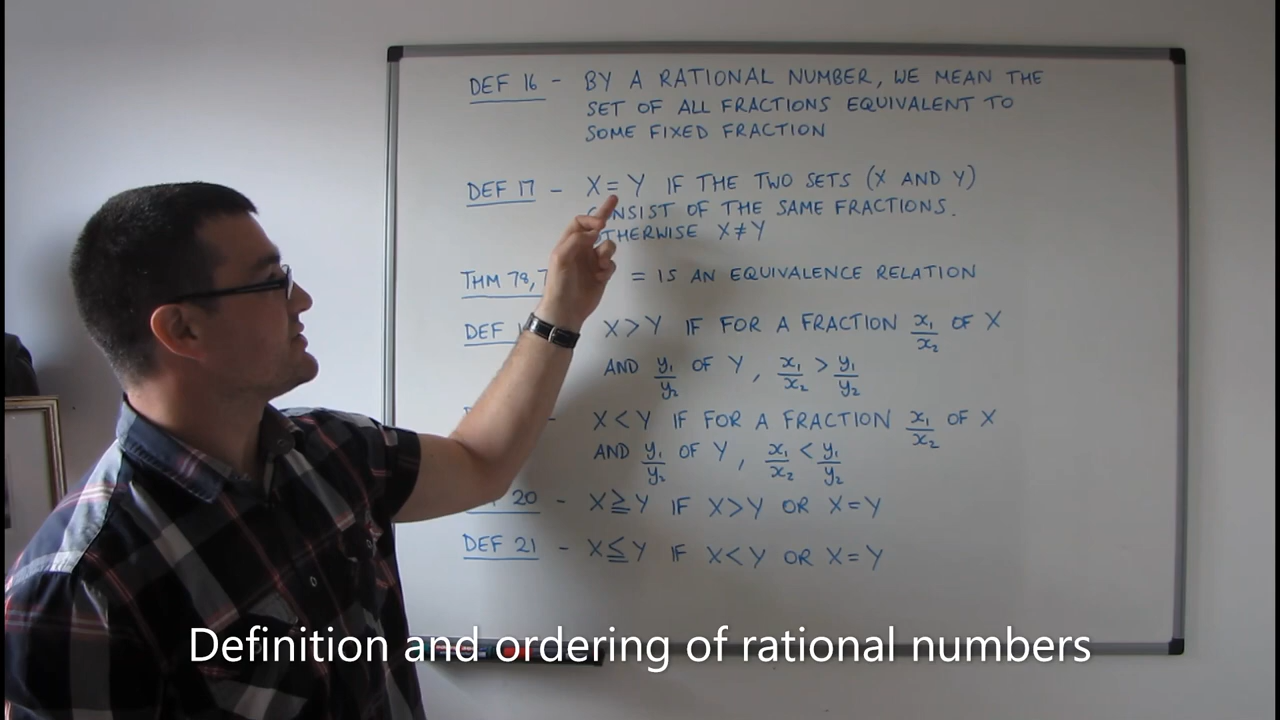 DEF 16 - BY A RATIONAL NUMBER, WE MEAN THE
SET OF ALL FRACTIONS EQUIVALENT TO
SOME FIXED FRACTION
DEF 17 - X = Y IF THE TWO SETS (X AND Y)
CONSIST OF THE SAME FRACTIONS.
OTHERWISE X ≠ Y
THM 78,7 = IS AN EQUIVALENCE RELATION
DEF 1 X > Y IF FOR A FRACTION x₁/x₂ OF X
AND y₁/y₂ OF Y, x₁/x₂ > y₁/y₂
- X < Y IF FOR A FRACTION x₁/x₂ OF X
AND y₁/y₂ OF Y, x₁/x₂ < y₁/y₂
20 - X ≧ Y IF X > Y OR X = Y
DEF 21 - X ≦ Y IF X < Y OR X = Y
Definition and ordering of rational numbers